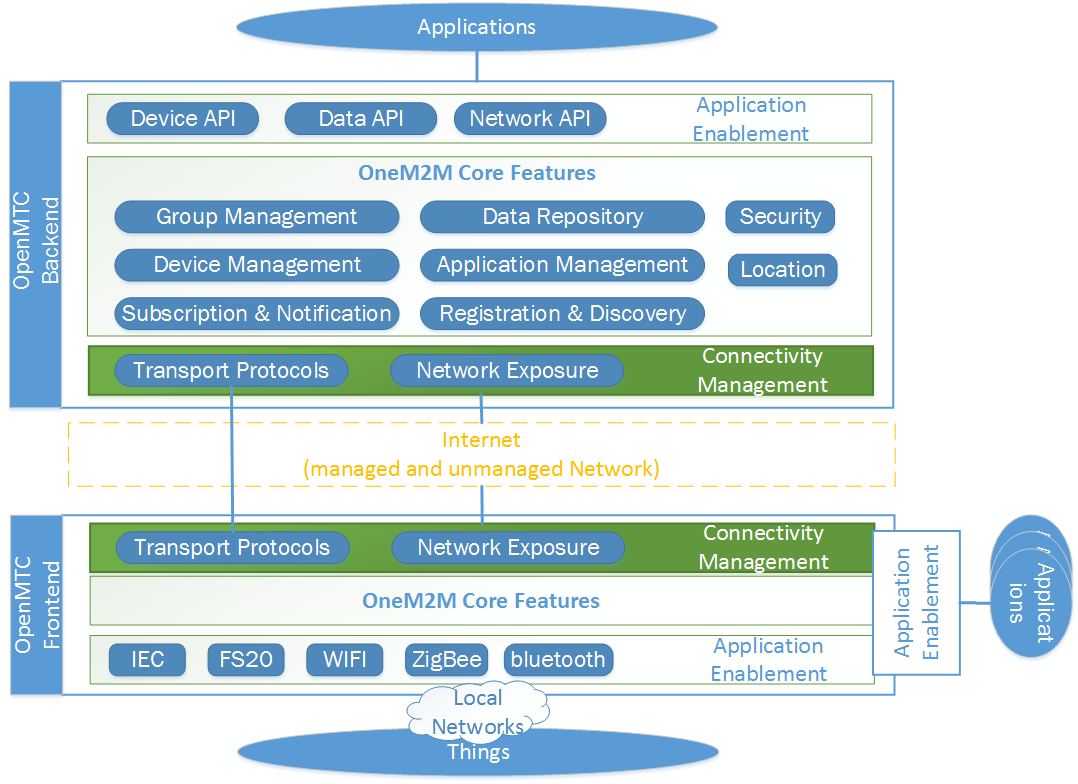 Applications
OpenMTC
Backend
Device API
Data API
Network API
Application
Enablement
OneM2M Core Features
Group Management
Data Repository
Security
Device Management
Application Management
Location
Subscription & Notification
Registration & Discovery
Transport Protocols
Network Exposure
Connectivity
Management
Internet
(managed and unmanaged Network)
OpenMTC
Frontend
Transport Protocols
Network Exposure
Connectivity
Management
OneM2M Core Features
Application
Enablement
Applicat
ions
IEC
FS20
WIFI
ZigBee
bluetooth
Application
Enablement
Local
Networks
Things